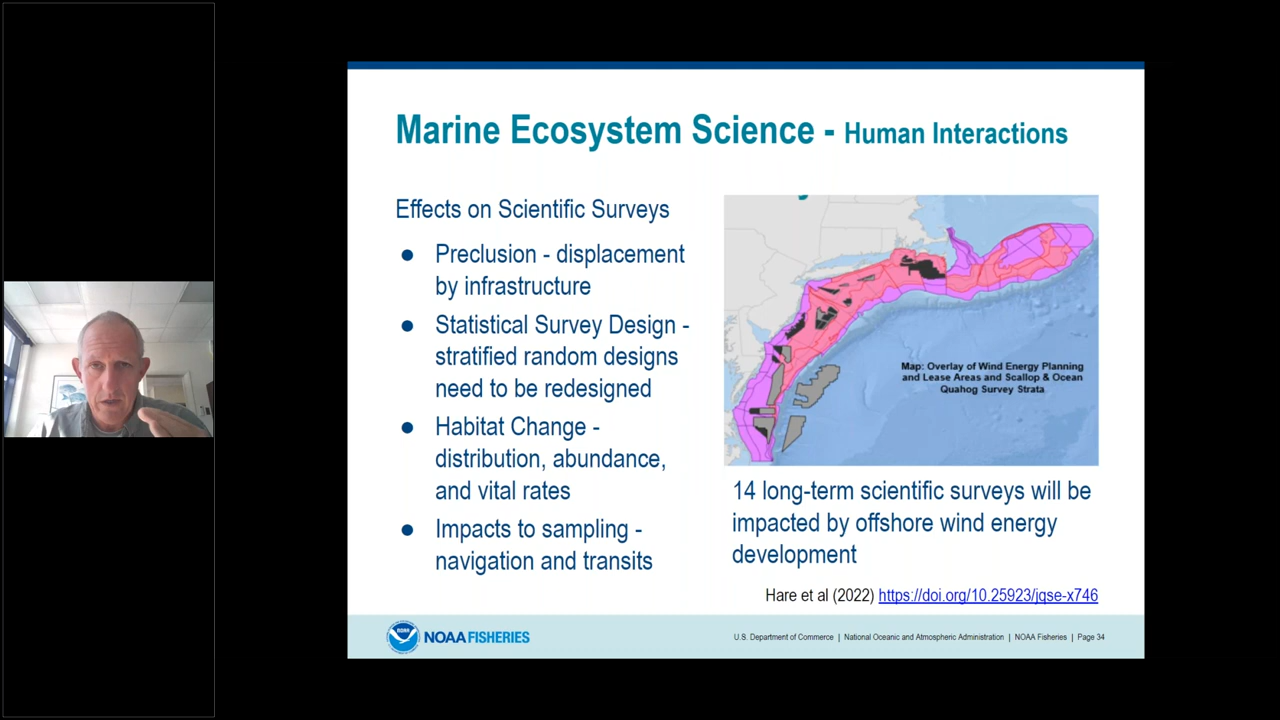 Marine Ecosystem Science - Human Interactions
Effects on Scientific Surveys
● Preclusion - displacement
by infrastructure
● Statistical Survey Design -
stratified random designs
need to be redesigned
● Habitat Change -
distribution, abundance,
and vital rates
● Impacts to sampling -
navigation and transits
Map: Overlay of Wind Energy Planning
and Lease Areas and Scallop & Ocean
Quahog Survey Strata
14 long-term scientific surveys will be
impacted by offshore wind energy
development
Hare et al (2022) https://doi.org/10.25923/jqse-x746
NOAA
NOAA FISHERIES
U.S. Department of Commerce | National Oceanic and Atmospheric Administration | NOAA Fisheries | Page 34